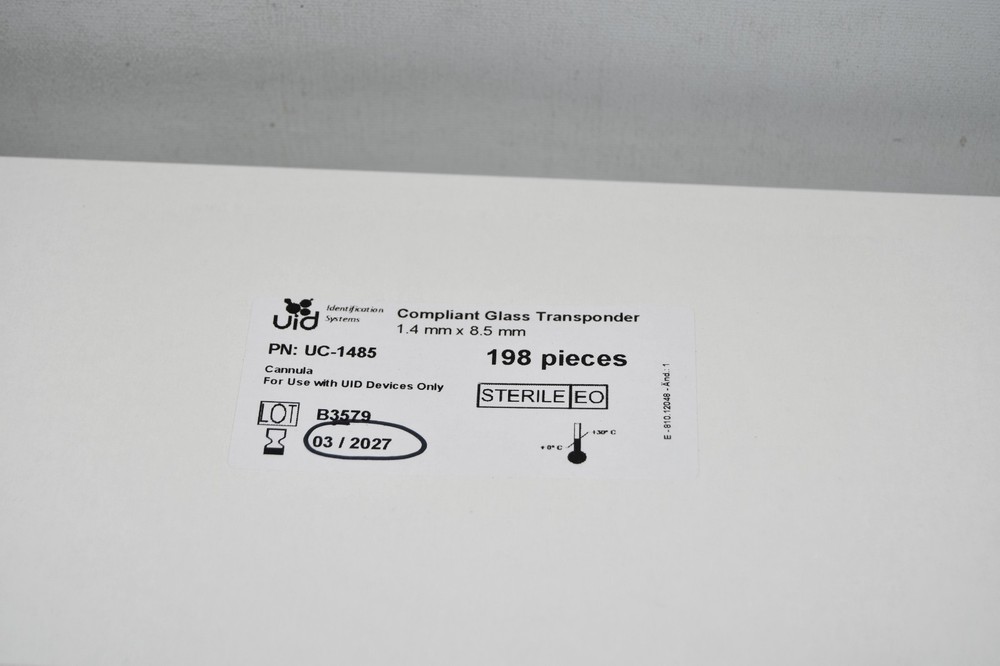 uid Identification Systems
Compliant Glass Transponder
1.4 mm x 8.5 mm
PN: UC-1485
198 pieces
Cannula
For Use with UID Devices Only
STERILE EO
LOT B3579
03 / 2027
+30° C
E - 810.12048 - Änd.: 1